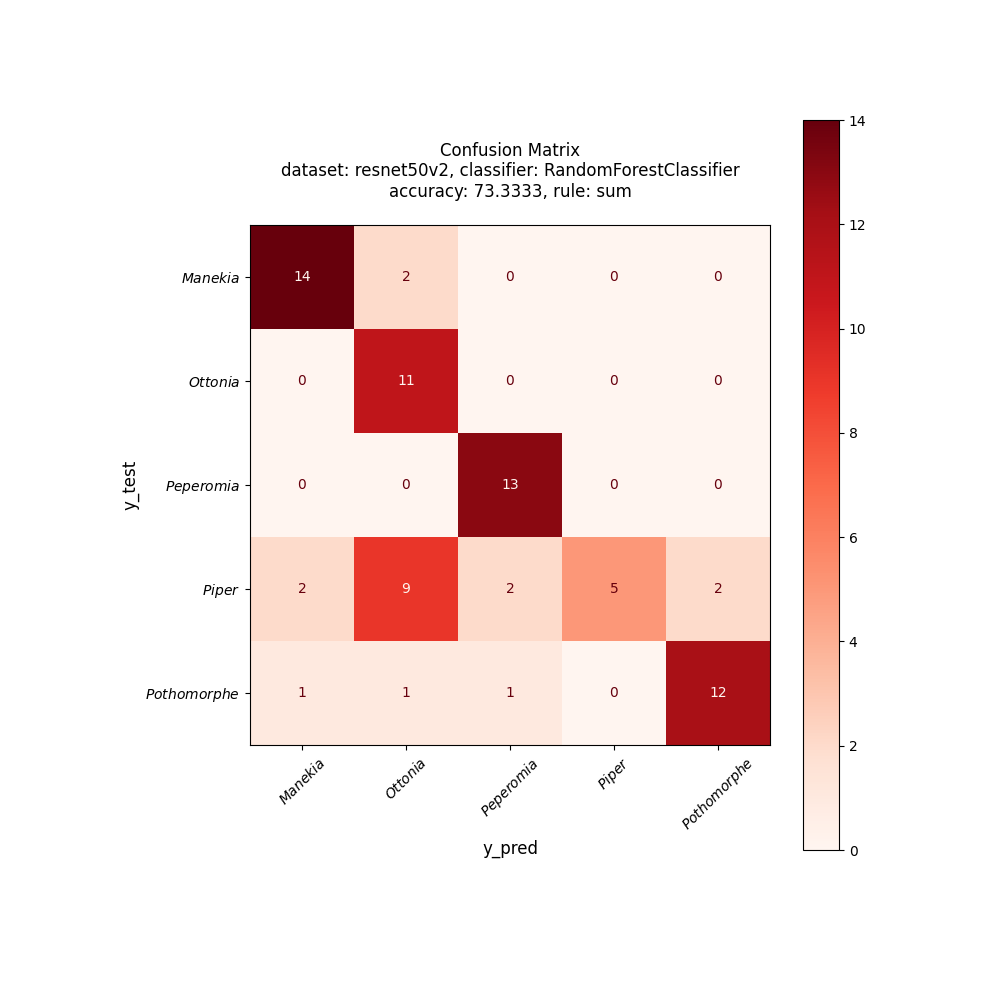 Confusion Matrix
dataset: resnet50v2, classifier: RandomForestClassifier
accuracy: 73.3333, rule: sum
14
12
10
8
6
4
2
0
y_test
Manekia 14 2 0 0 0
Ottonia 0 11 0 0 0
Peperomia 0 0 13 0 0
Piper 2 9 2 5 2
Pothomorphe 1 1 1 0 12
Manekia Ottonia Peperomia Piper Pothomorphe
y_pred